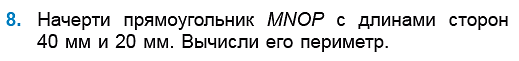 8. Начерти прямоугольник MNOP с длинами сторон
40 мм и 20 мм. Вычисли его периметр.